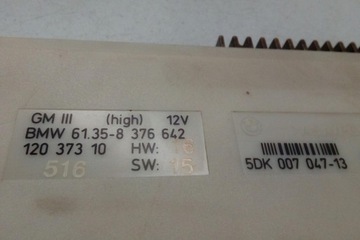 GM III (high) 12V
BMW 61.35-8 376 642
120 373 10 HW:
516 SW: 15
5DK 007 047-13